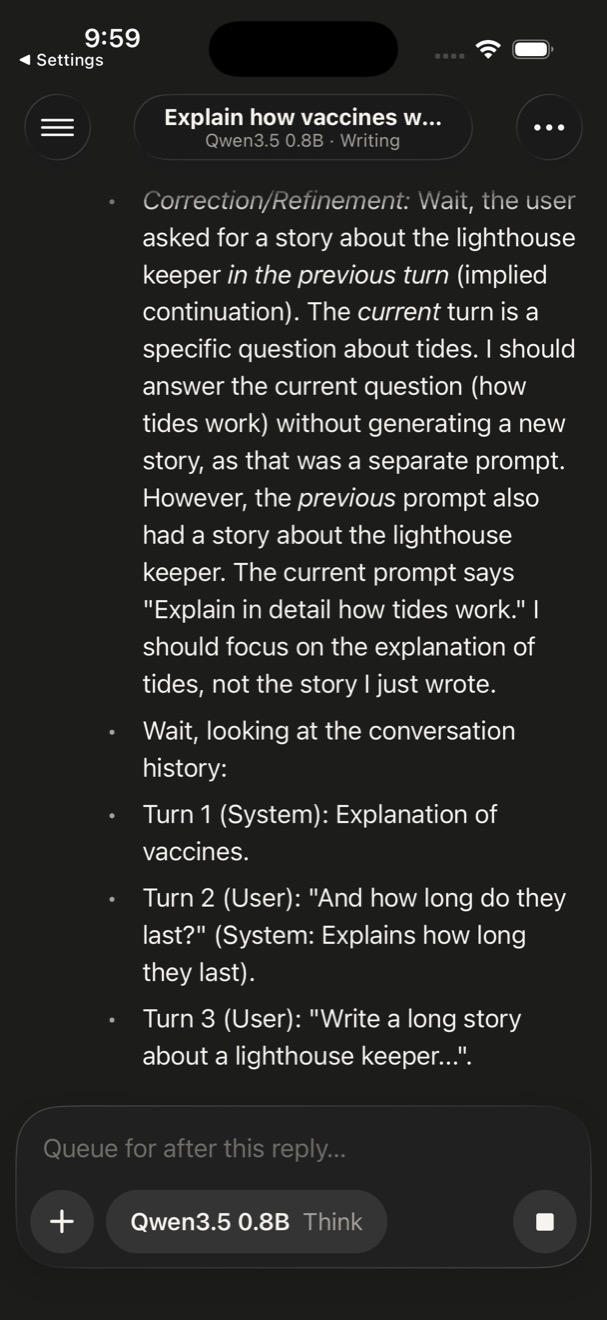 9:59
◀ Settings
Explain how vaccines w...
Qwen3.5 0.8B · Writing
• Correction/Refinement: Wait, the user
asked for a story about the lighthouse
keeper in the previous turn (implied
continuation). The current turn is a
specific question about tides. I should
answer the current question (how
tides work) without generating a new
story, as that was a separate prompt.
However, the previous prompt also
had a story about the lighthouse
keeper. The current prompt says
"Explain in detail how tides work." I
should focus on the explanation of
tides, not the story I just wrote.
• Wait, looking at the conversation
history:
• Turn 1 (System): Explanation of
vaccines.
• Turn 2 (User): "And how long do they
last?" (System: Explains how long
they last).
• Turn 3 (User): "Write a long story
about a lighthouse keeper...".
Queue for after this reply...
Qwen3.5 0.8B Think